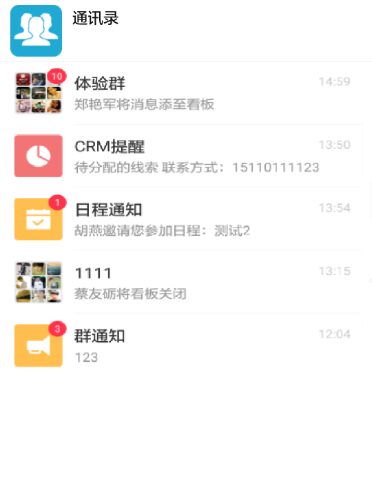 通讯录
10
体验群 14:59
郑艳军将消息添至看板
CRM提醒 13:50
待分配的线索 联系方式：15110111123
1
日程通知 13:54
胡燕邀请您参加日程：测试2
1111 13:15
蔡友砺将看板关闭
3
群通知 12:04
123